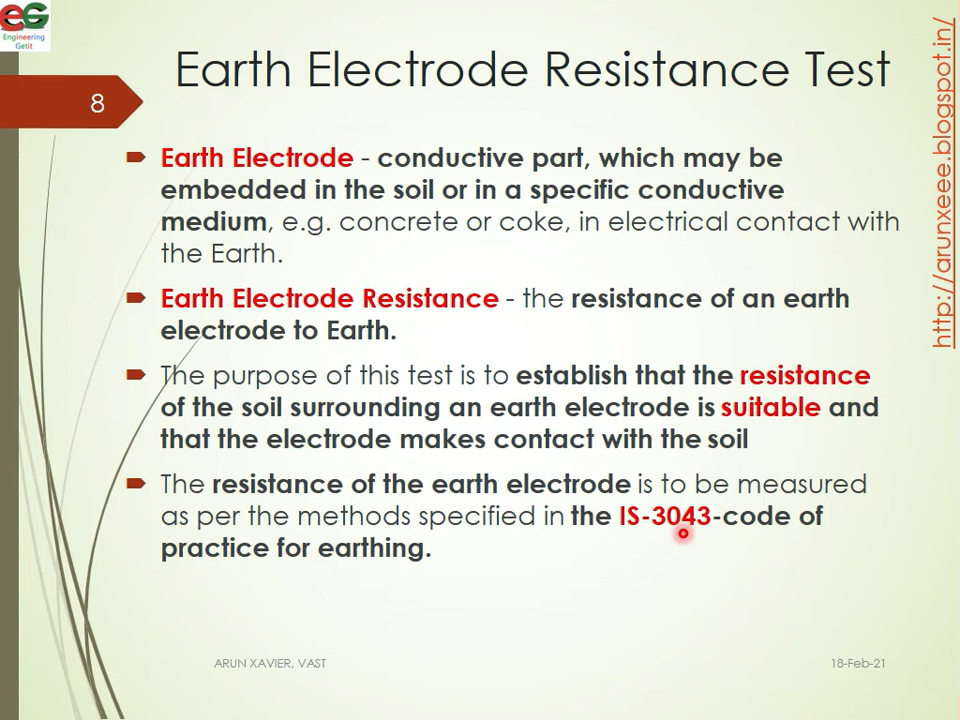 EG
Engineering
Getit
Earth Electrode Resistance Test
8
http://arunxeee.blogspot.in/
Earth Electrode - conductive part, which may be
embedded in the soil or in a specific conductive
medium, e.g. concrete or coke, in electrical contact with
the Earth.
Earth Electrode Resistance - the resistance of an earth
electrode to Earth.
The purpose of this test is to establish that the resistance
of the soil surrounding an earth electrode is suitable and
that the electrode makes contact with the soil
The resistance of the earth electrode is to be measured
as per the methods specified in the IS-3043-code of
practice for earthing.
ARUN XAVIER, VAST
18-Feb-21